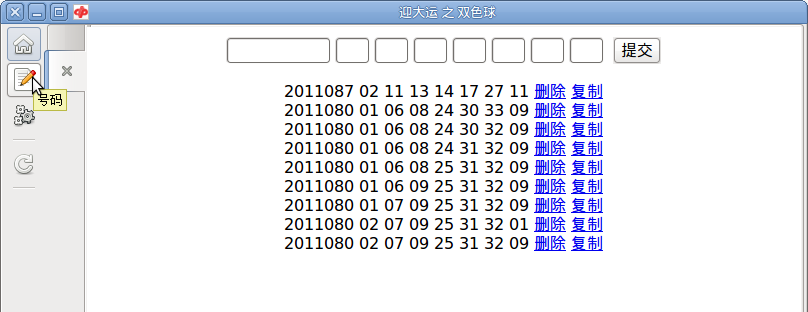 迎大运 之 双色球
提交
号码
2011087 02 11 13 14 17 27 11 删除 复制
2011080 01 06 08 24 30 33 09 删除 复制
2011080 01 06 08 24 30 32 09 删除 复制
2011080 01 06 08 24 31 32 09 删除 复制
2011080 01 06 08 25 31 32 09 删除 复制
2011080 01 06 09 25 31 32 09 删除 复制
2011080 01 07 09 25 31 32 09 删除 复制
2011080 02 07 09 25 31 32 01 删除 复制
2011080 02 07 09 25 31 32 09 删除 复制